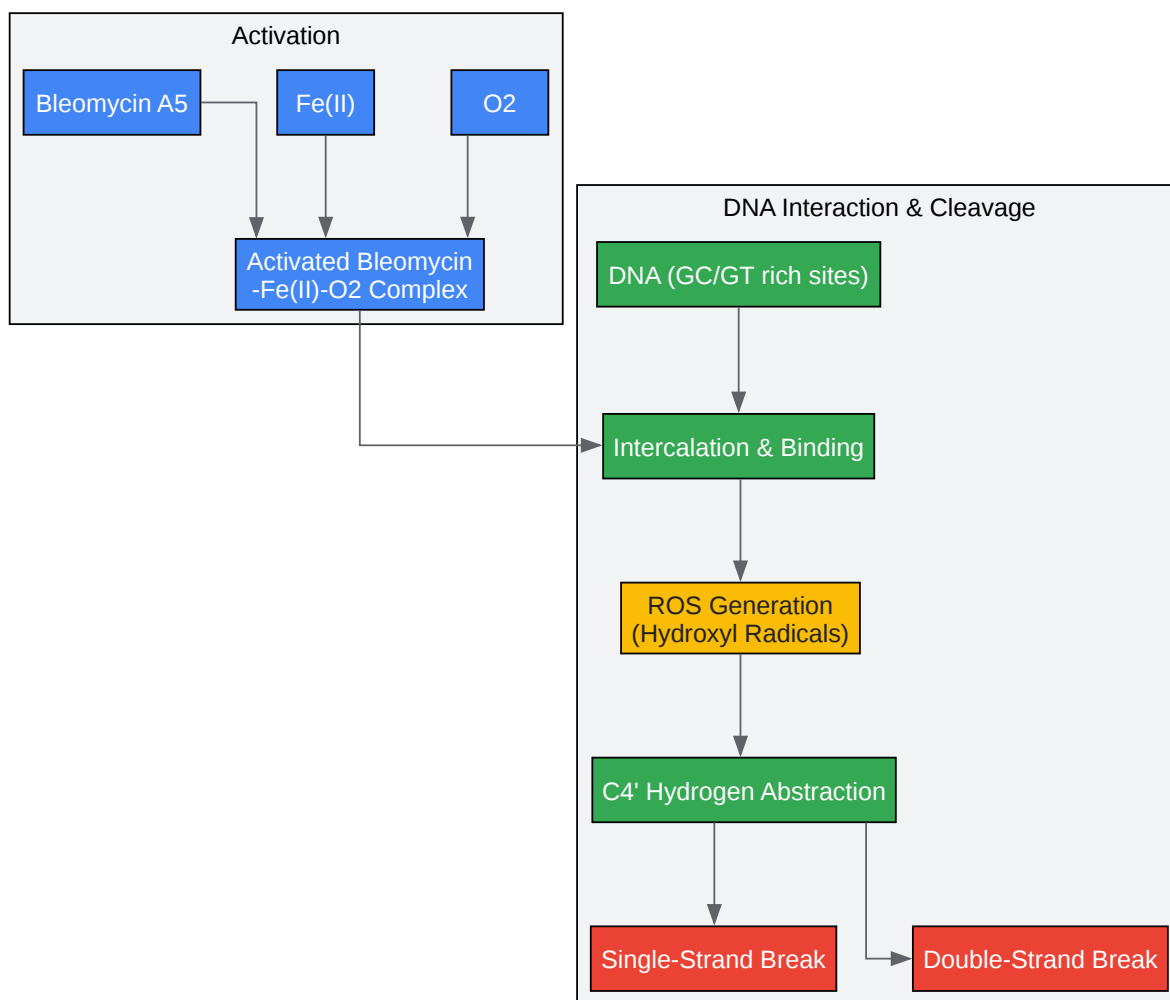 Activation
Bleomycin A5
Fe(II)
O2
Activated Bleomycin
-Fe(II)-O2 Complex
DNA Interaction & Cleavage
DNA (GC/GT rich sites)
Intercalation & Binding
ROS Generation
(Hydroxyl Radicals)
C4' Hydrogen Abstraction
Single-Strand Break
Double-Strand Break